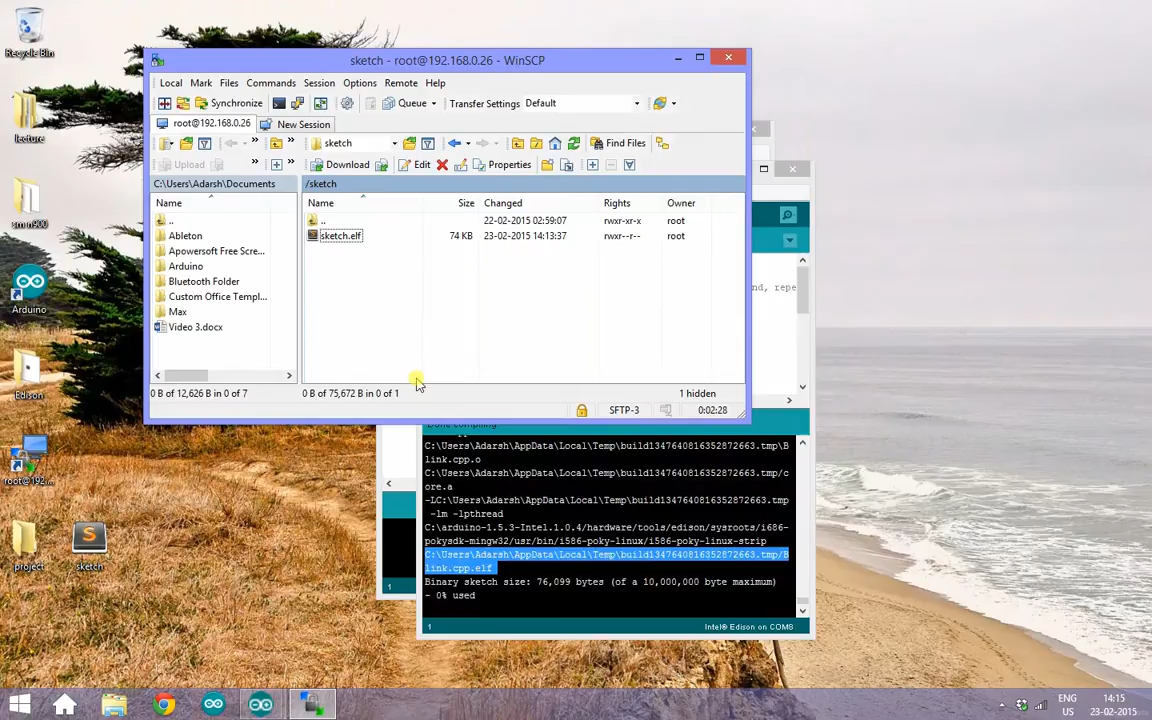 Recycle Bin
lecture
sm n900
Arduino
Edison
root@192...
project
sketch
sketch - root@192.168.0.26 - WinSCP
Local Mark Files Commands Session Options Remote Help
Synchronize Queue Transfer Settings Default
root@192.168.0.26 New Session
sketch Find Files
Upload Download Edit Properties
C:\Users\Adarsh\Documents /sketch
Name Name Size Changed Rights Owner
.. .. 22-02-2015 02:59:07 rwxr-xr-x root
Ableton sketch.elf 74 KB 23-02-2015 14:13:37 rwxr--r-- root
Apowersoft Free Scre...
Arduino
Bluetooth Folder
Custom Office Templ...
Max
Video 3.docx
0 B of 12,626 B in 0 of 7 0 B of 75,672 B in 0 of 1 1 hidden
SFTP-3 0:02:28
nd, repe
Done compiling
C:\Users\Adarsh\AppData\Local\Temp\build1347640816352872663.tmp\B
link.cpp.o
C:\Users\Adarsh\AppData\Local\Temp\build1347640816352872663.tmp/c
ore.a
-LC:\Users\Adarsh\AppData\Local\Temp\build1347640816352872663.tmp
-lm -lpthread
C:\arduino-1.5.3-Intel.1.0.4/hardware/tools/edison/sysroots/i686-
pokysdk-mingw32/usr/bin/i586-poky-linux/i586-poky-linux-strip
C:\Users\Adarsh\AppData\Local\Temp\build1347640816352872663.tmp/B
link.cpp.elf
Binary sketch size: 76,099 bytes (of a 10,000,000 byte maximum)
- 0% used
1
1 Intel® Edison on COM8
ENG 14:15
US 23-02-2015